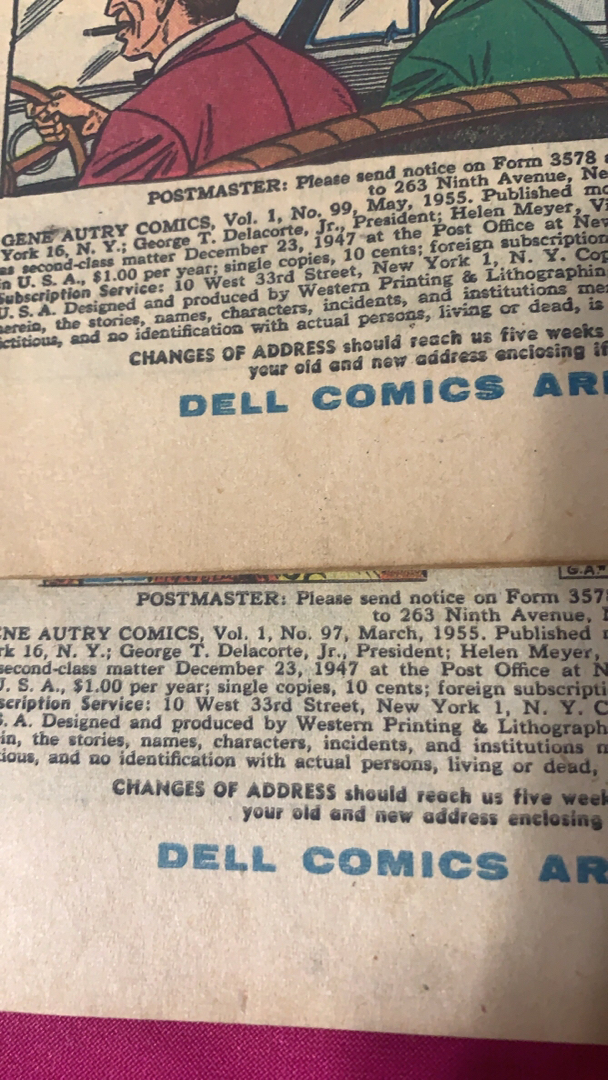 POSTMASTER: Please send notice on Form 3578
to 263 Ninth Avenue, Ne
GENE AUTRY COMICS, Vol. 1, No. 99, May, 1955. Published mo
York 16, N. Y.; George T. Delacorte, Jr., President; Helen Meyer, Vi
as second-class matter December 23, 1947 at the Post Office at New
in U. S. A., $1.00 per year; single copies, 10 cents; foreign subscription
Subscription Service: 10 West 33rd Street, New York 1, N. Y. Cop
U. S. A. Designed and produced by Western Printing & Lithographin
herein, the stories, names, characters, incidents, and institutions me
ictitious, and no identification with actual persons, living or dead, is
CHANGES OF ADDRESS should reach us five weeks
your old and new address enclosing if
DELL COMICS ARE
G.A.
POSTMASTER: Please send notice on Form 3578
to 263 Ninth Avenue,
NE AUTRY COMICS, Vol. 1, No. 97, March, 1955. Published
rk 16, N. Y.; George T. Delacorte, Jr., President; Helen Meyer,
second-class matter December 23, 1947 at the Post Office at N
U. S. A., $1.00 per year; single copies, 10 cents; foreign subscripti
scription Service: 10 West 33rd Street, New York 1, N. Y. C
S. A. Designed and produced by Western Printing & Lithograph
in, the stories, names, characters, incidents, and institutions
ious, and no identification with actual persons, living or dead,
CHANGES OF ADDRESS should reach us five week
your old and new address enclosing
DELL COMICS AR